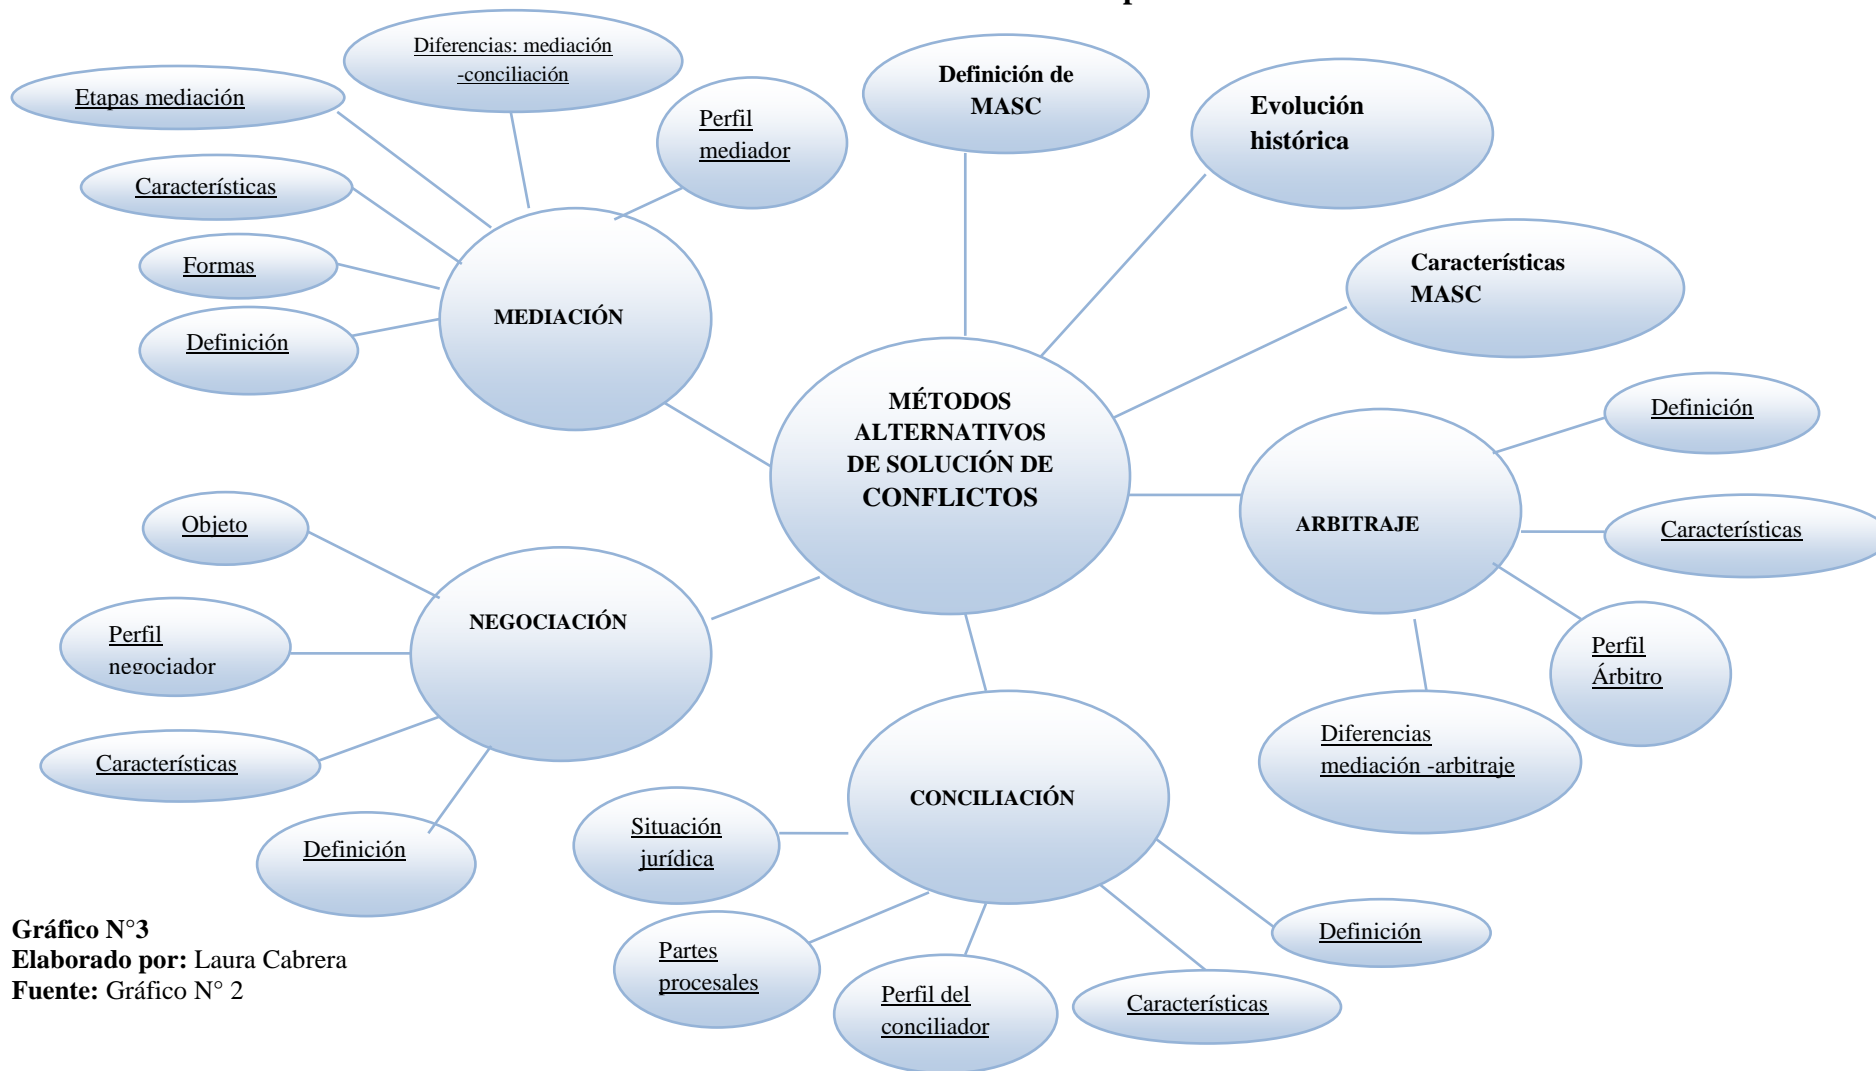 Diferencias: mediación
-conciliación
Etapas mediación
Perfil
mediador
Características
Formas
Definición
MEDIACIÓN
Definición de
MASC
Evolución
histórica
Características
MASC
MÉTODOS
ALTERNATIVOS
DE SOLUCIÓN DE
CONFLICTOS
ARBITRAJE
Definición
Características
Perfil
Árbitro
Diferencias
mediación -arbitraje
NEGOCIACIÓN
Objeto
Perfil
negociador
Características
Definición
CONCILIACIÓN
Situación
jurídica
Partes
procesales
Perfil del
conciliador
Características
Definición
Gráfico N°3
Elaborado por: Laura Cabrera
Fuente: Gráfico N° 2